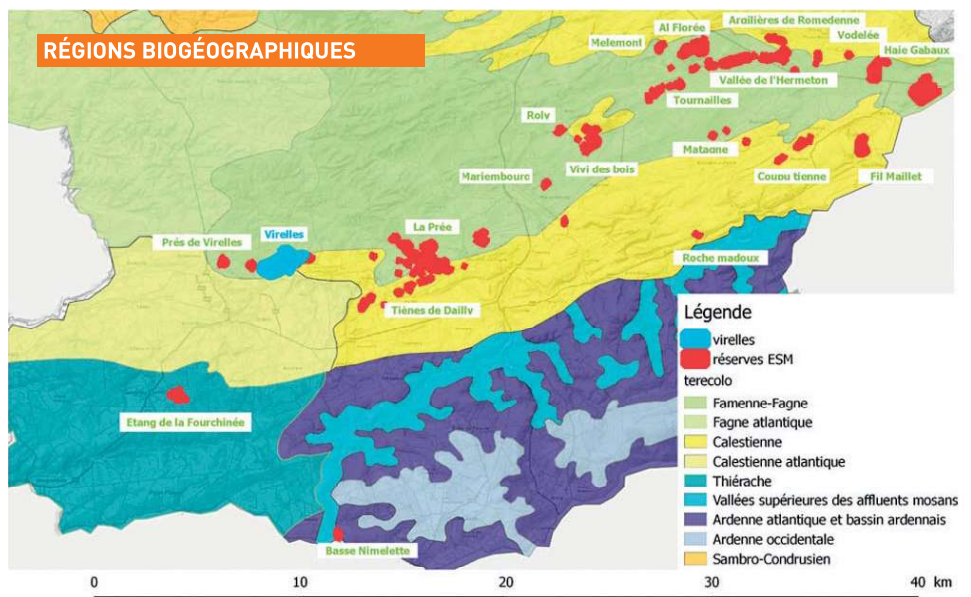 RÉGIONS BIOGÉOGRAPHIQUES
Melemont
Al Florée
Argilières de Romedenne
Vodelée
Haie Gabaux
Vallée de l'Hermeton
Tournailles
Roly
Vivi des bois
Matagne
Coupu tienne
Fil Maillet
Mariembourg
La Prée
Virelles
Prés de Virelles
Roche madoux
Tiènes de Dailly
Etang de la Fourchinée
Basse Nimelette
Légende
virelles
réserves ESM
terecolo
Famenne-Fagne
Fagne atlantique
Calestienne
Calestienne atlantique
Thiérache
Vallées supérieures des affluents mosans
Ardenne atlantique et bassin ardennais
Ardenne occidentale
Sambro-Condrusien
0 10 20 30 40 km